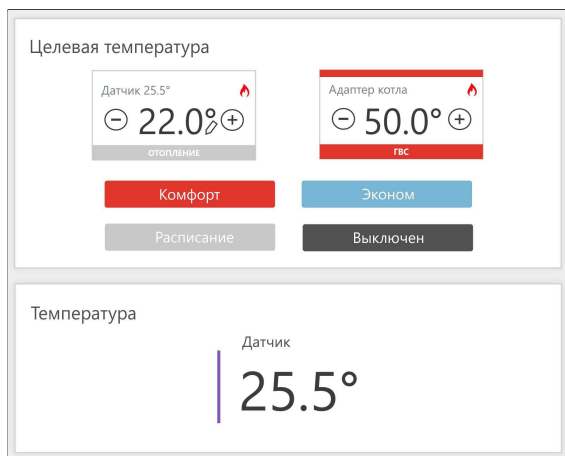 Целевая температура
Датчик 25.5°
22.0°
ОТОПЛЕНИЕ
Адаптер котла
50.0°
ГВС
Комфорт
Эконом
Расписание
Выключен
Температура
Датчик
25.5°